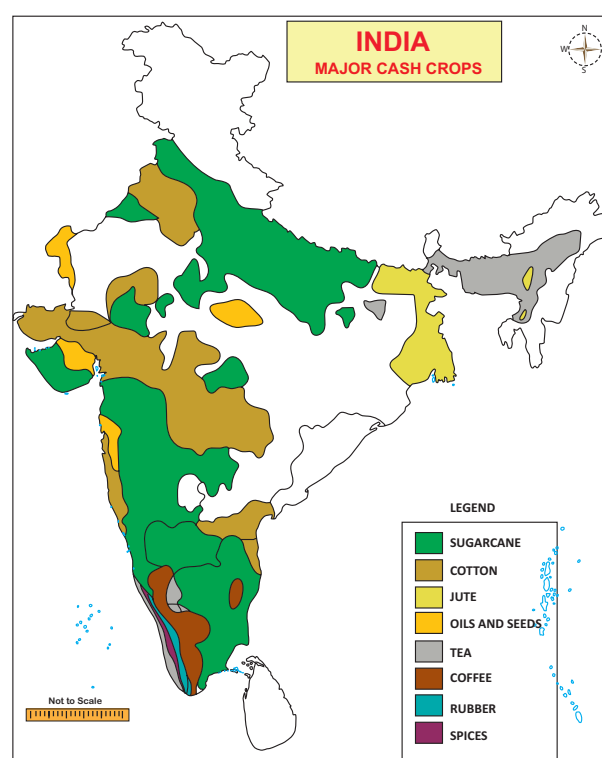 INDIA
MAJOR CASH CROPS
N
W E
S
LEGEND
SUGARCANE
COTTON
JUTE
OILS AND SEEDS
TEA
COFFEE
RUBBER
SPICES
Not to Scale